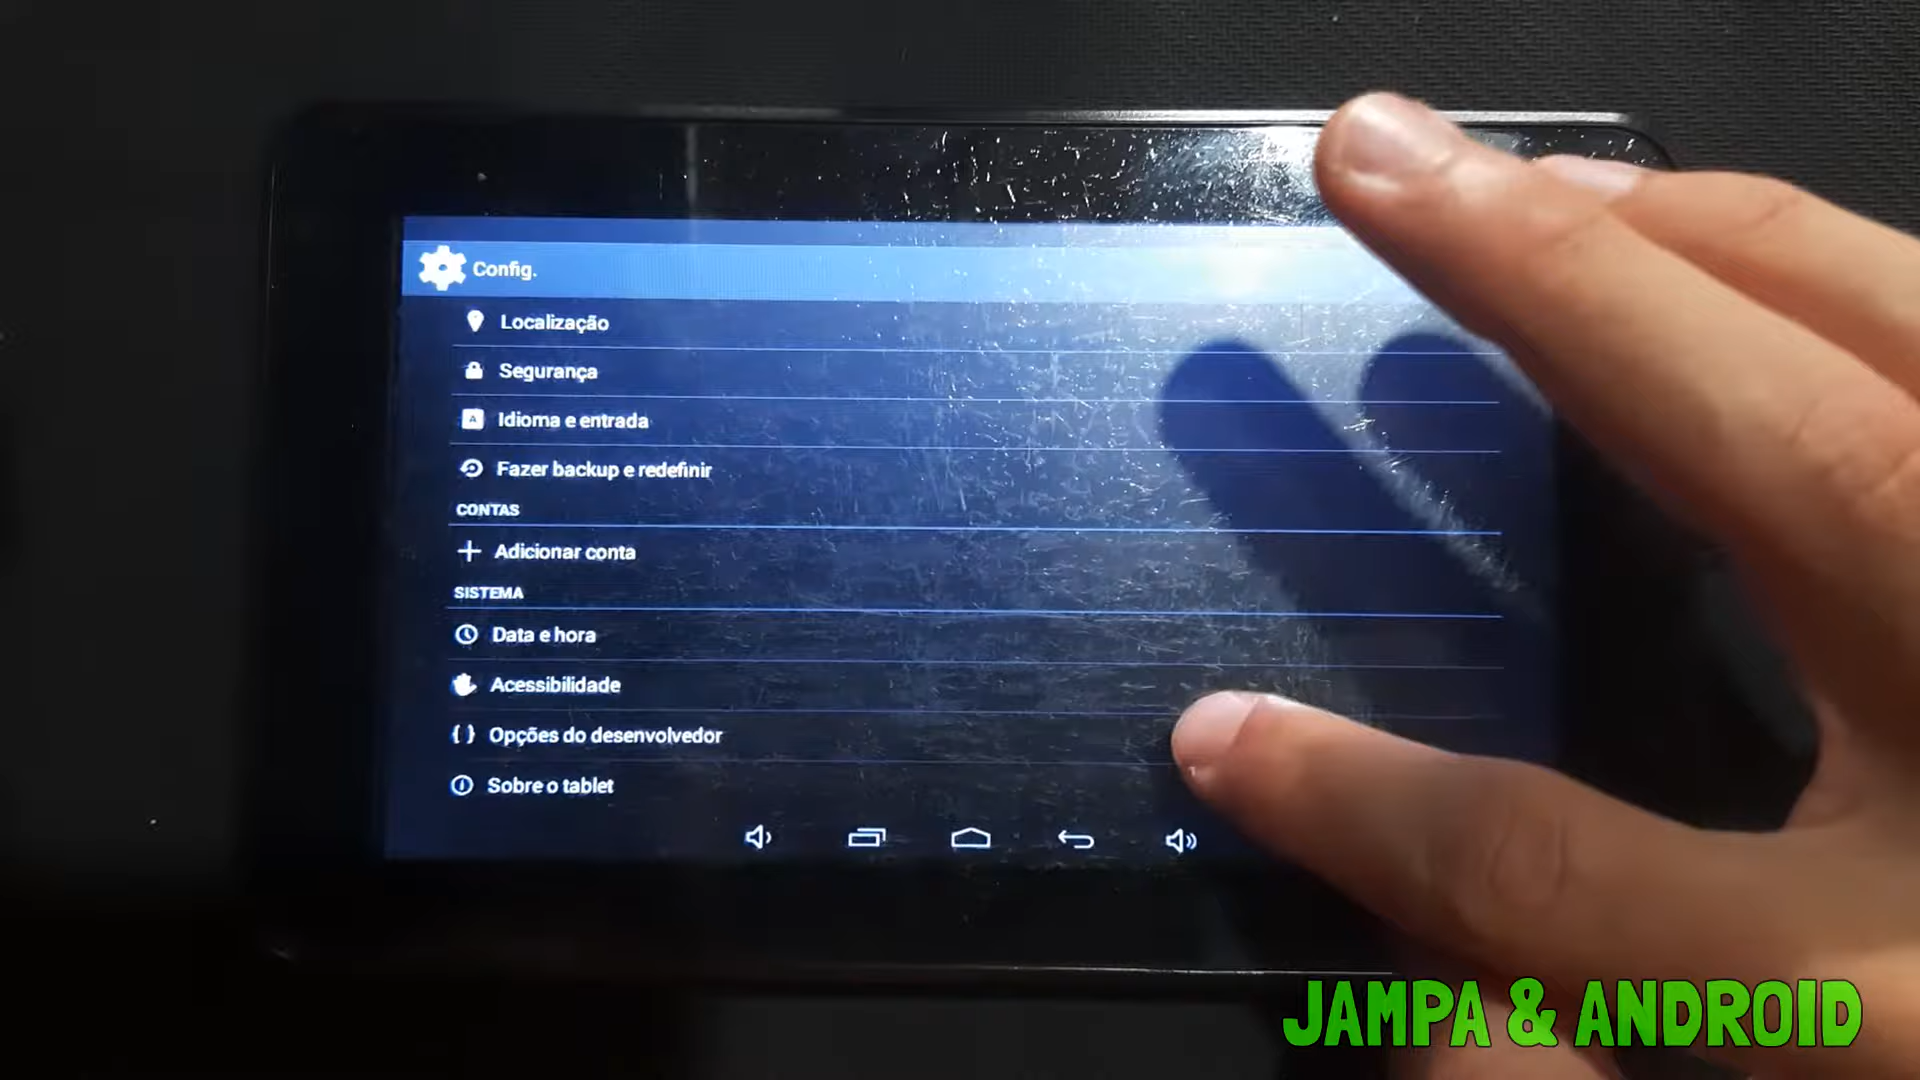 Config.
Localização
Segurança
Idioma e entrada
Fazer backup e redefinir
CONTAS
Adicionar conta
SISTEMA
Data e hora
Acessibilidade
Opções do desenvolvedor
Sobre o tablet
JAMPA & ANDROID